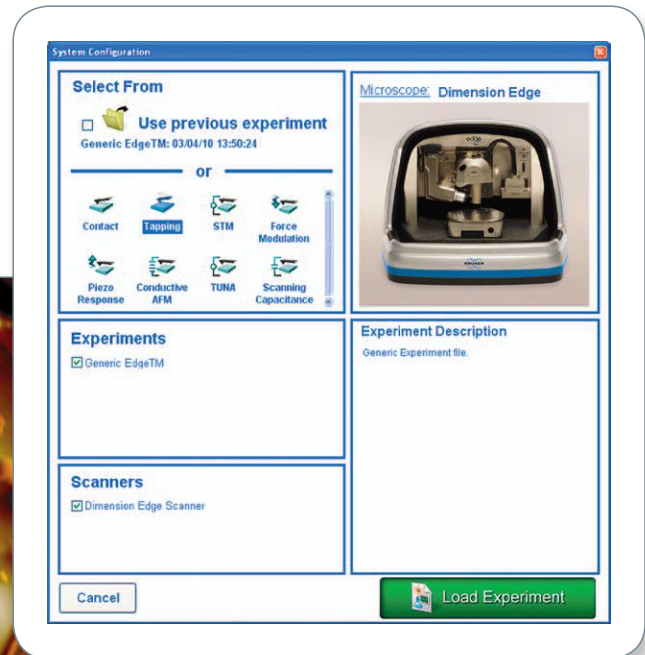 System Configuration
Select From
Use previous experiment
Generic EdgeTM: 03/04/10 13:50:24
or
Contact
Tapping
STM
Force
Modulation
Piezo
Response
Conductive
AFM
TUNA
Scanning
Capacitance
Microscope: Dimension Edge
edge
BRUKER
Experiments
Generic EdgeTM
Experiment Description
Generic Experiment file.
Scanners
Dimension Edge Scanner
Cancel
Load Experiment